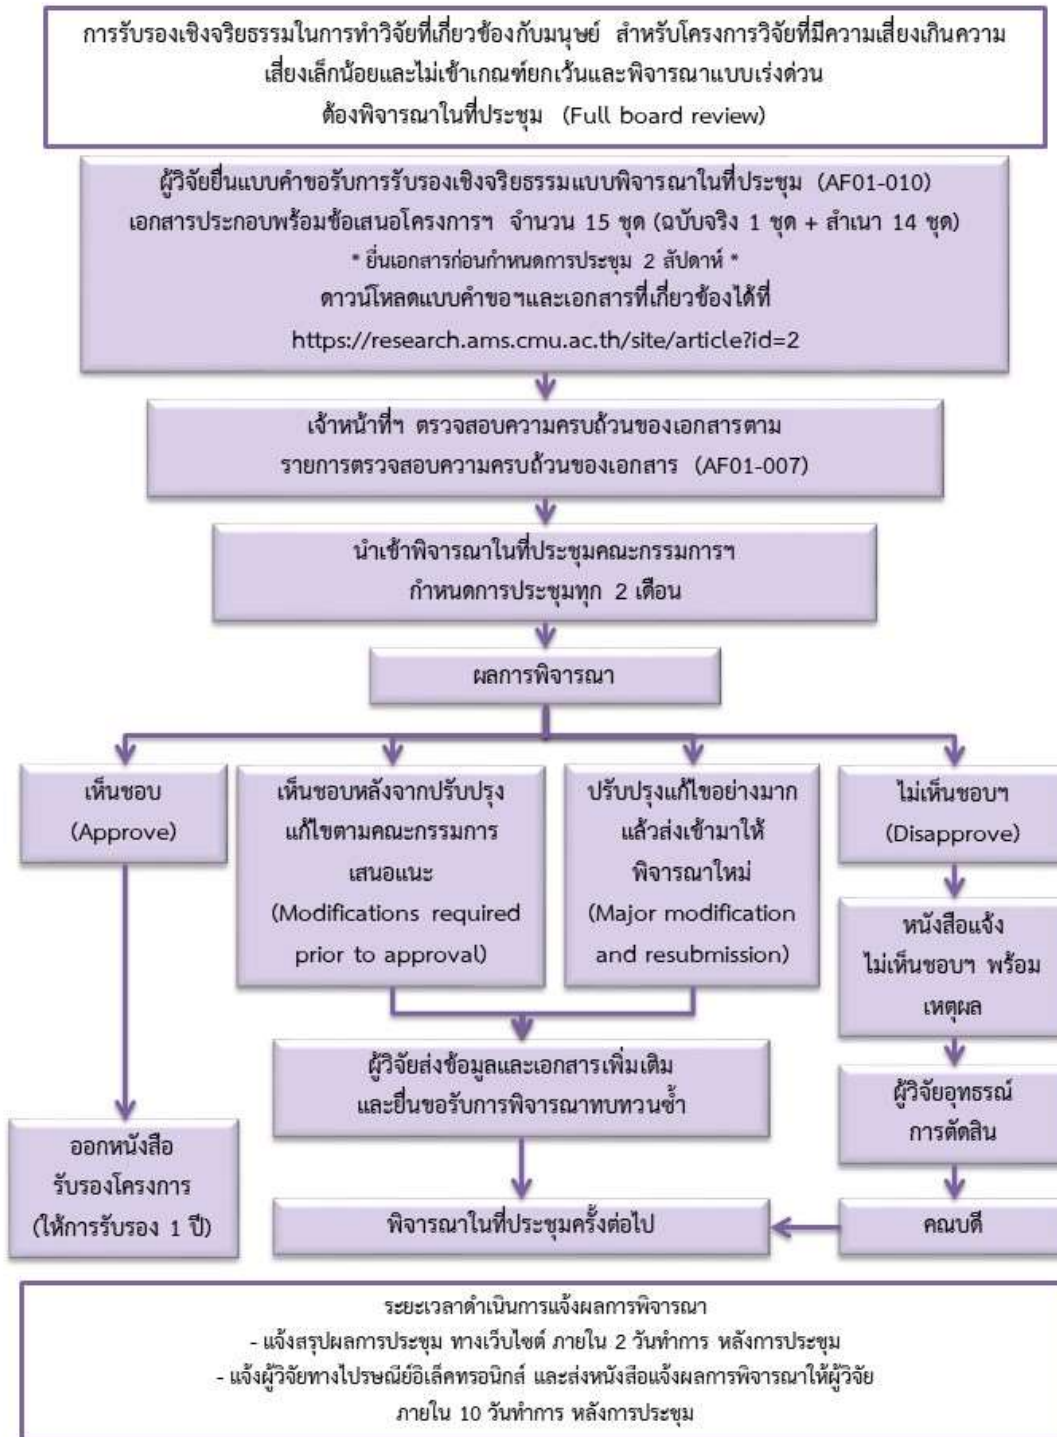 การรับรองเชิงจริยธรรมในการทำวิจัยที่เกี่ยวข้องกับมนุษย์ สำหรับโครงการวิจัยที่มีความเสี่ยงเกินความ
เสี่ยงเล็กน้อยและไม่เข้าเกณฑ์ยกเว้นและพิจารณาแบบเร่งด่วน
ต้องพิจารณาในที่ประชุม (Full board review)
ผู้วิจัยยื่นแบบคำขอรับการรับรองเชิงจริยธรรมแบบพิจารณาในที่ประชุม (AF01-010)
เอกสารประกอบพร้อมข้อเสนอโครงการฯ จำนวน 15 ชุด (ฉบับจริง 1 ชุด + สำเนา 14 ชุด)
* ยื่นเอกสารก่อนกำหนดการประชุม 2 สัปดาห์ *
ดาวน์โหลดแบบคำขอฯและเอกสารที่เกี่ยวข้องได้ที่
https://research.ams.cmu.ac.th/site/article?id=2
เจ้าหน้าที่ฯ ตรวจสอบความครบถ้วนของเอกสารตาม
รายการตรวจสอบความครบถ้วนของเอกสาร (AF01-007)
นำเข้าพิจารณาในที่ประชุมคณะกรรมการฯ
กำหนดการประชุมทุก 2 เดือน
ผลการพิจารณา
เห็นชอบ
(Approve)
เห็นชอบหลังจากปรับปรุง
แก้ไขตามคณะกรรมการ
เสนอแนะ
(Modifications required
prior to approval)
ปรับปรุงแก้ไขอย่างมาก
แล้วส่งเข้ามาให้
พิจารณาใหม่
(Major modification
and resubmission)
ไม่เห็นชอบฯ
(Disapprove)
หนังสือแจ้ง
ไม่เห็นชอบฯ พร้อม
เหตุผล
ผู้วิจัยส่งข้อมูลและเอกสารเพิ่มเติม
และยื่นขอรับการพิจารณาทบทวนซ้ำ
ผู้วิจัยอุทธรณ์
การตัดสิน
ออกหนังสือ
รับรองโครงการ
(ให้การรับรอง 1 ปี)
พิจารณาในที่ประชุมครั้งต่อไป
คณบดี
ระยะเวลาดำเนินการแจ้งผลการพิจารณา
- แจ้งสรุปผลการประชุม ทางเว็บไซต์ ภายใน 2 วันทำการ หลังการประชุม
- แจ้งผู้วิจัยทางไปรษณีย์อิเล็คทรอนิกส์ และส่งหนังสือแจ้งผลการพิจารณาให้ผู้วิจัย
ภายใน 10 วันทำการ หลังการประชุม